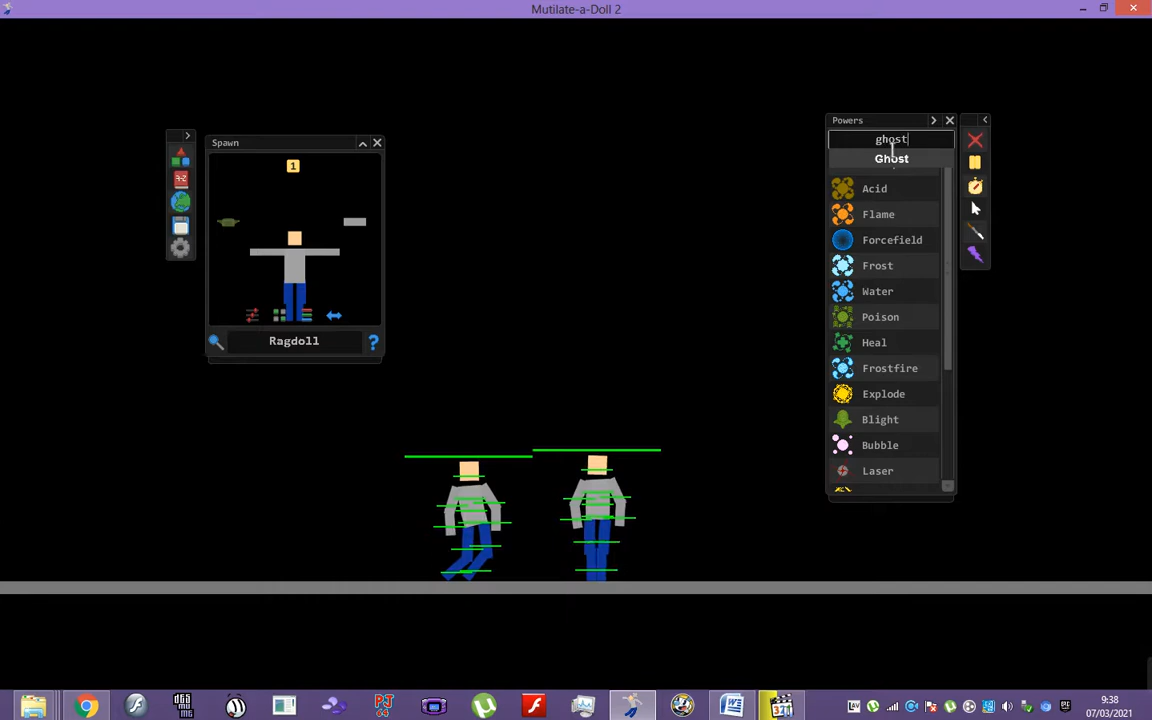 Mutilate-a-Doll 2
Spawn
1
Ragdoll
?
Powers
ghost
Ghost
Acid
Flame
Forcefield
Frost
Water
Poison
Heal
Frostfire
Explode
Blight
Bubble
Laser
9:38
07/03/2021